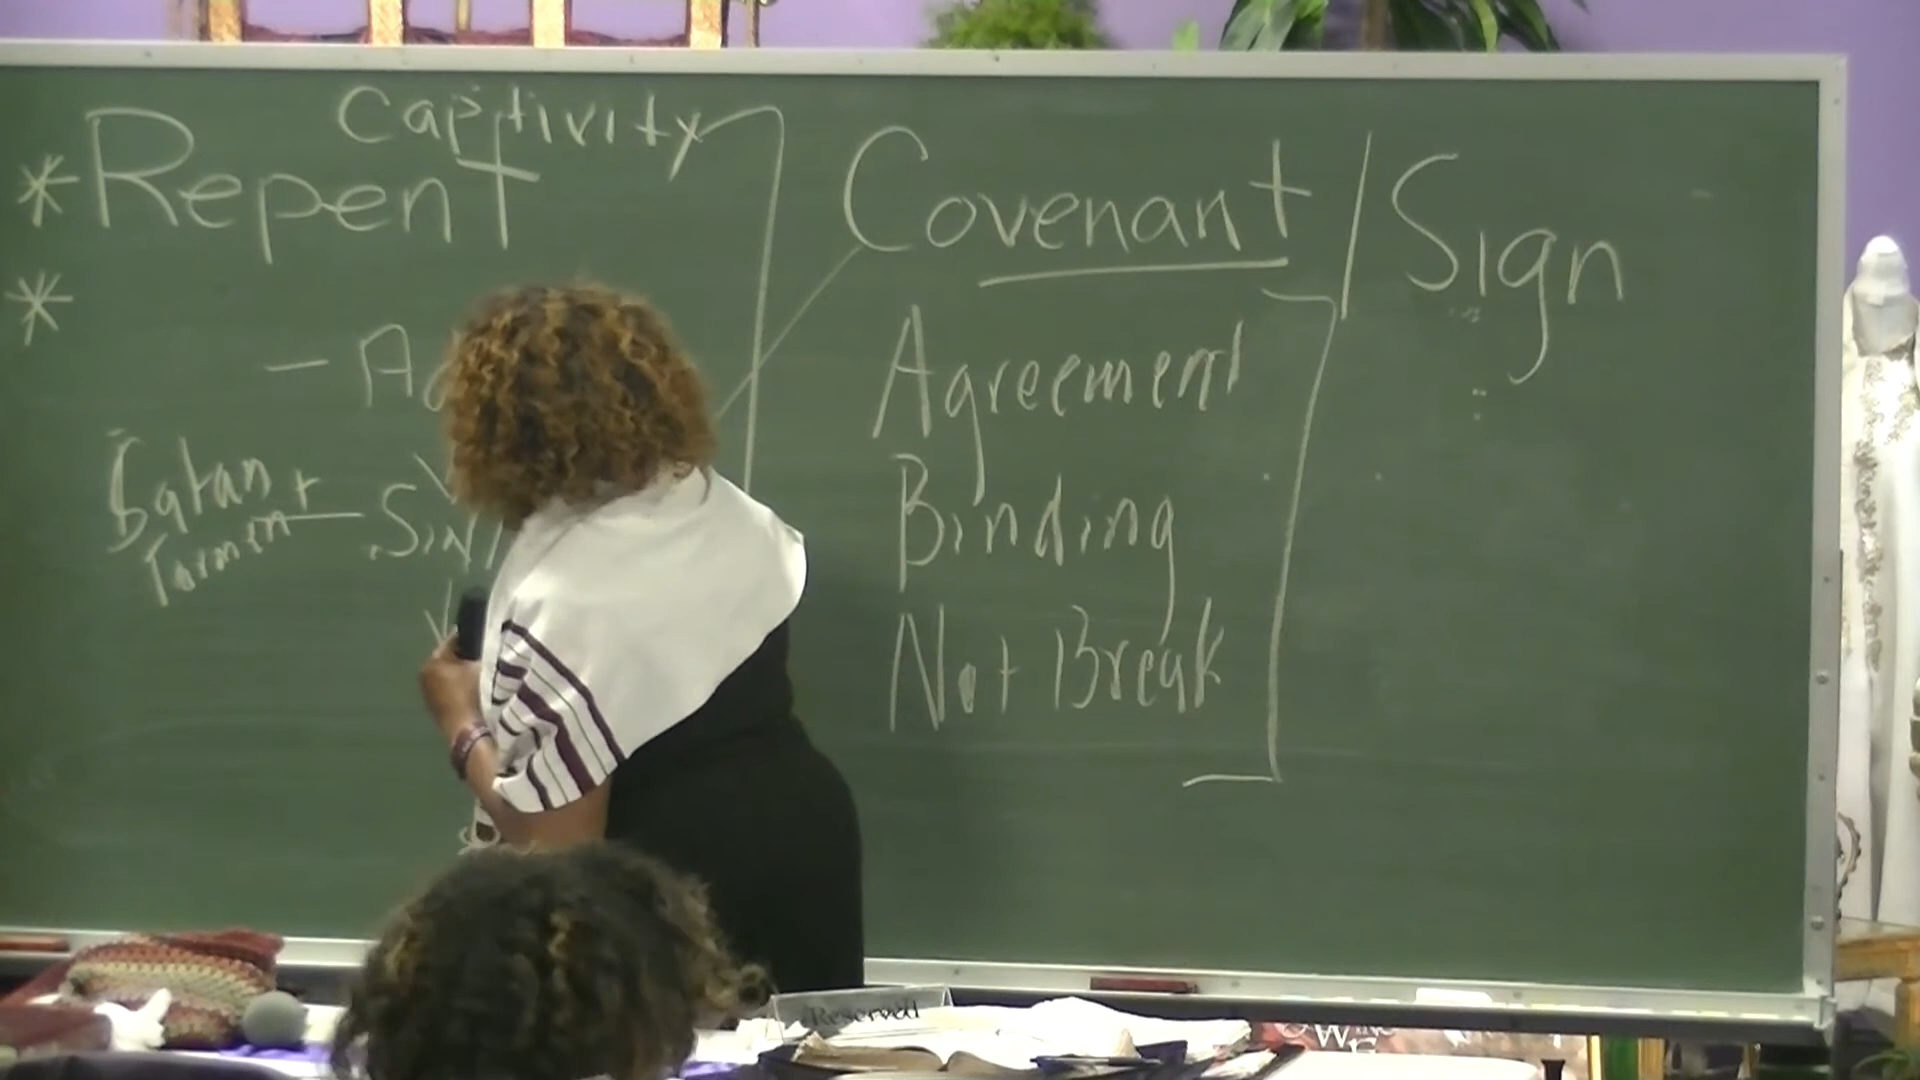 Captivity
*Repent
*
Covenant / Sign
Agreement
Binding
Not Break
Satan
Torment
Sin
Reserved